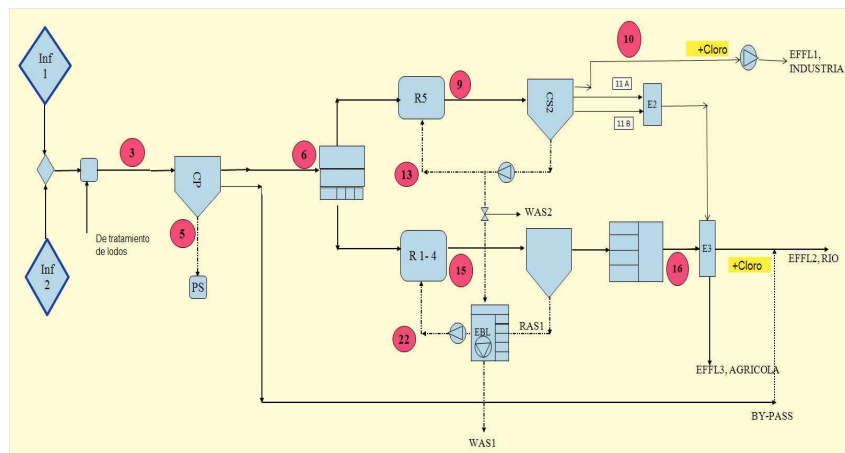 Inf
1
3
De tratamiento
de lodos
Inf
2
CP
5
PS
6
R5
9
13
CS2
10
+Cloro
EFFL1,
INDUSTRIA
11 A
11 B
E2
WAS2
R 1- 4
15
22
EBL
RAS1
WAS1
16
E3
+Cloro
EFFL2, RIO
EFFL3, AGRICOLA
BY-PASS